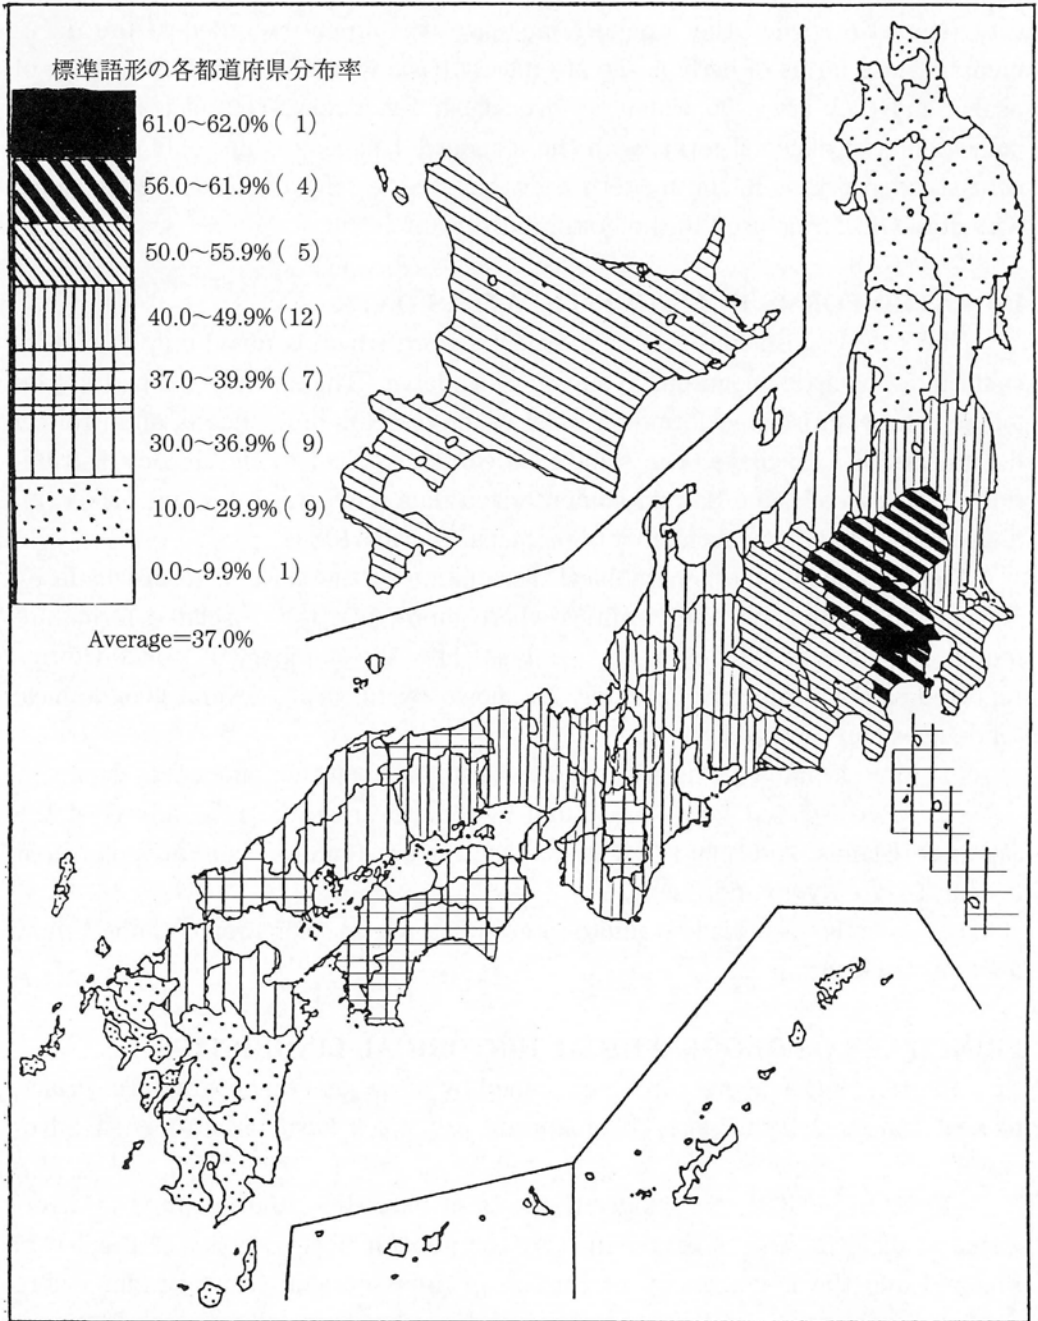 標準語形の各都道府県分布率
61.0~62.0% ( 1)
56.0~61.9% ( 4)
50.0~55.9% ( 5)
40.0~49.9% (12)
37.0~39.9% ( 7)
30.0~36.9% ( 9)
10.0~29.9% ( 9)
0.0~9.9% ( 1)
Average=37.0%